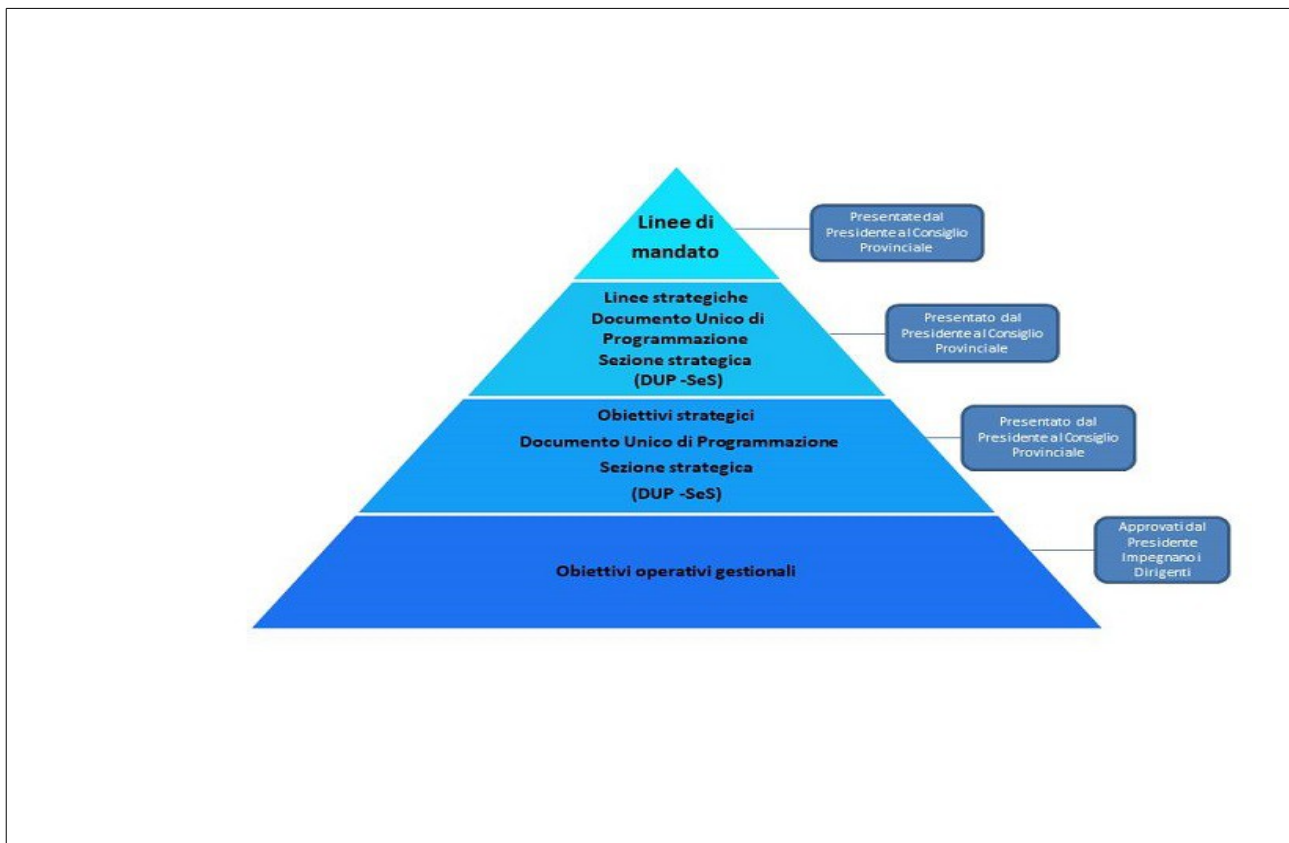 Linee di
mandato
Presentate dal
Presidente al Consiglio
Provinciale
Linee strategiche
Documento Unico di
Programmazione
Sezione strategica
(DUP -SeS)
Presentato dal
Presidente al Consiglio
Provinciale
Obiettivi strategici
Documento Unico di Programmazione
Sezione strategica
(DUP -SeS)
Presentato dal
Presidente al Consiglio
Provinciale
Obiettivi operativi gestionali
Approvati dal
Presidente
Impegnano i
Dirigenti